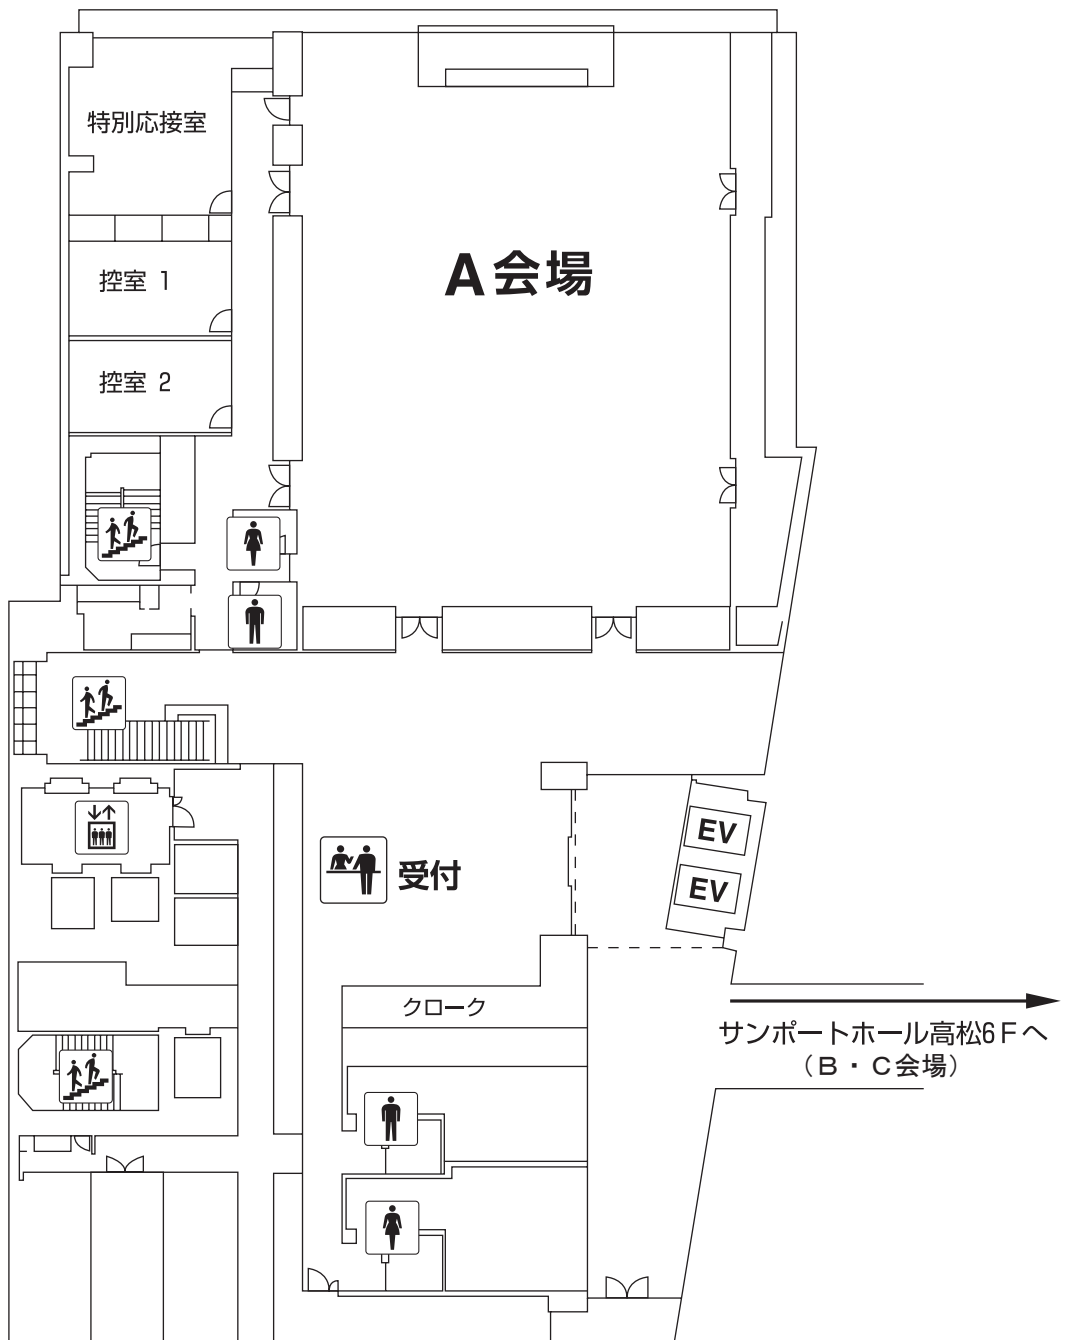 特別応接室
控室 1
控室 2
A会場
EV
EV
受付
クローク
サンポートホール高松6Fへ
（B・C会場）